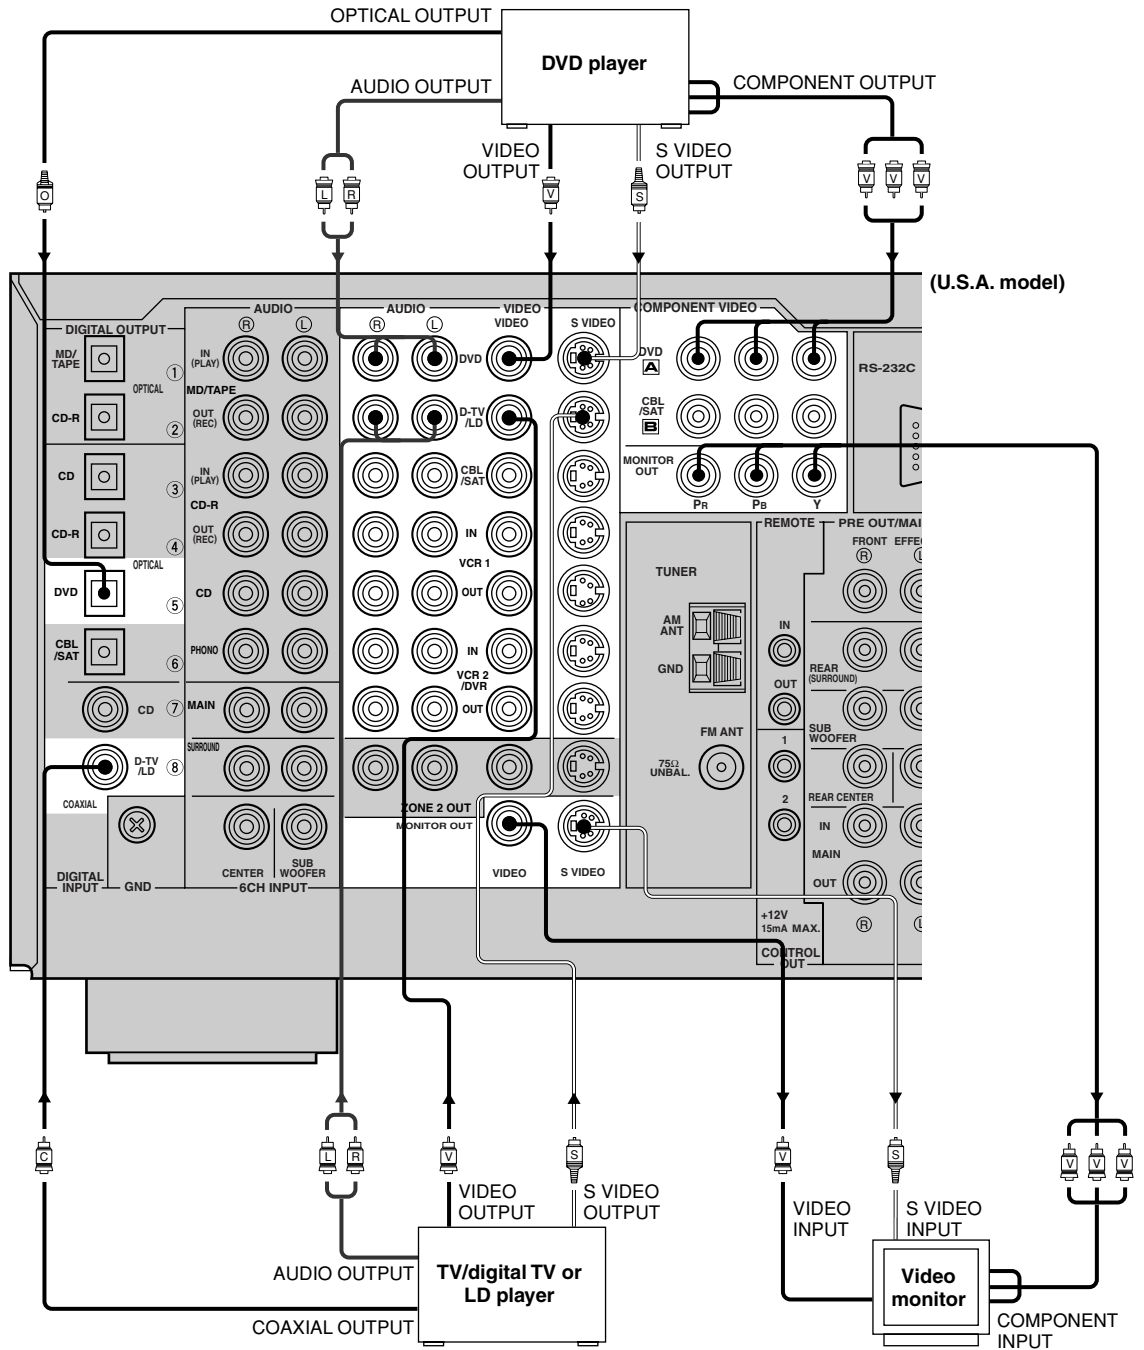 OPTICAL OUTPUT
DVD player
AUDIO OUTPUT
COMPONENT OUTPUT
VIDEO
OUTPUT
S VIDEO
OUTPUT
O
L
R
V
S
V
V
V
(U.S.A. model)
DIGITAL OUTPUT
AUDIO
R
L
AUDIO
R
L
VIDEO
VIDEO
S VIDEO
COMPONENT VIDEO
MD/
TAPE
1
OPTICAL
CD-R
2
CD
3
CD-R
4
OPTICAL
DVD
5
CBL
/SAT
6
CD
7
D-TV
/LD
8
COAXIAL
DIGITAL
INPUT
GND
IN
(PLAY)
MD/TAPE
OUT
(REC)
IN
(PLAY)
CD-R
OUT
(REC)
CD
PHONO
MAIN
SURROUND
CENTER
SUB
WOOFER
6CH INPUT
DVD
D-TV
/LD
CBL
/SAT
IN
VCR 1
OUT
IN
VCR 2
/DVR
OUT
ZONE 2 OUT
MONITOR OUT
VIDEO
S VIDEO
DVD
A
CBL
/SAT
B
MONITOR
OUT
PR
PB
Y
RS-232C
TUNER
AM
ANT
GND
FM ANT
75Ω
UNBAL.
REMOTE
IN
OUT
1
2
+12V
15mA MAX.
CONTROL
OUT
PRE OUT/MAI
FRONT
EFFEC
R
L
REAR
(SURROUND)
SUB
WOOFER
REAR CENTER
IN
MAIN
OUT
R
L
C
L
R
V
S
V
S
V
V
V
VIDEO
OUTPUT
S VIDEO
OUTPUT
VIDEO
INPUT
S VIDEO
INPUT
AUDIO OUTPUT
TV/digital TV or
LD player
COAXIAL OUTPUT
Video
monitor
COMPONENT
INPUT